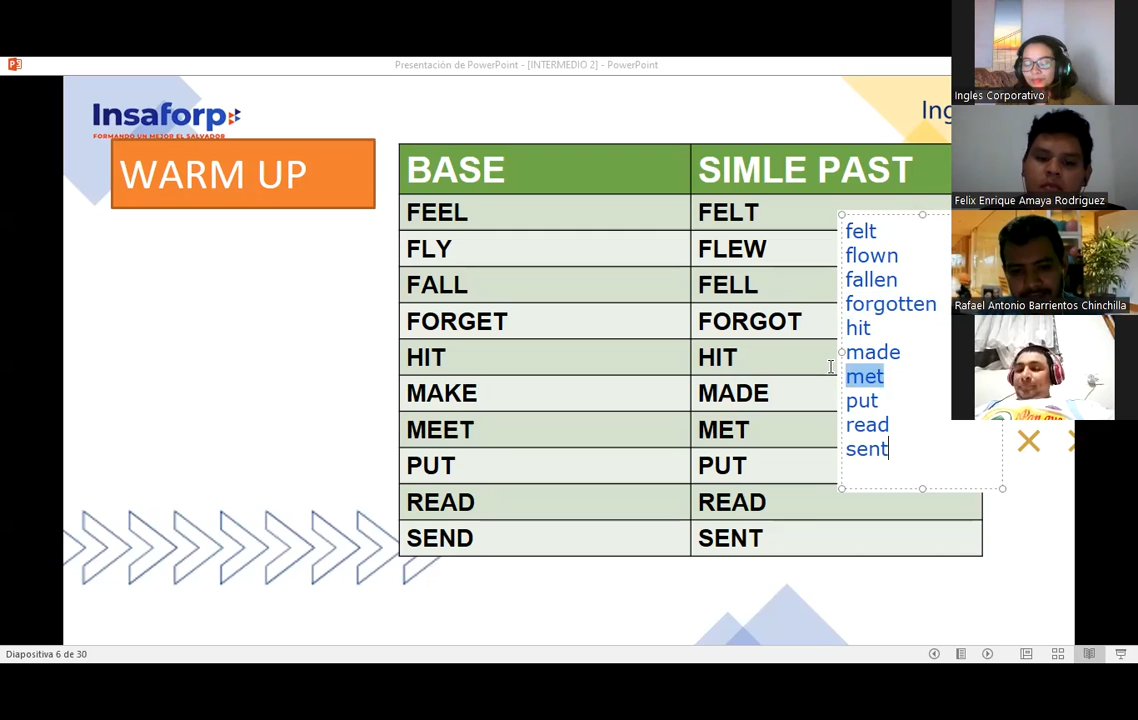 Presentación de PowerPoint - [INTERMEDIO 2] - PowerPoint
Insaforp
FORMANDO UN MEJOR EL SALVADOR
Ing
WARM UP
BASE SIMLE PAST
FEEL FELT
FLY FLEW
FALL FELL
FORGET FORGOT
HIT HIT
MAKE MADE
MEET MET
PUT PUT
READ READ
SEND SENT
felt
flown
fallen
forgotten
hit
made
met
put
read
sent
Ingles Corporativo
Felix Enrique Amaya Rodriguez
Rafael Antonio Barrientos Chinchilla
Diapositiva 6 de 30